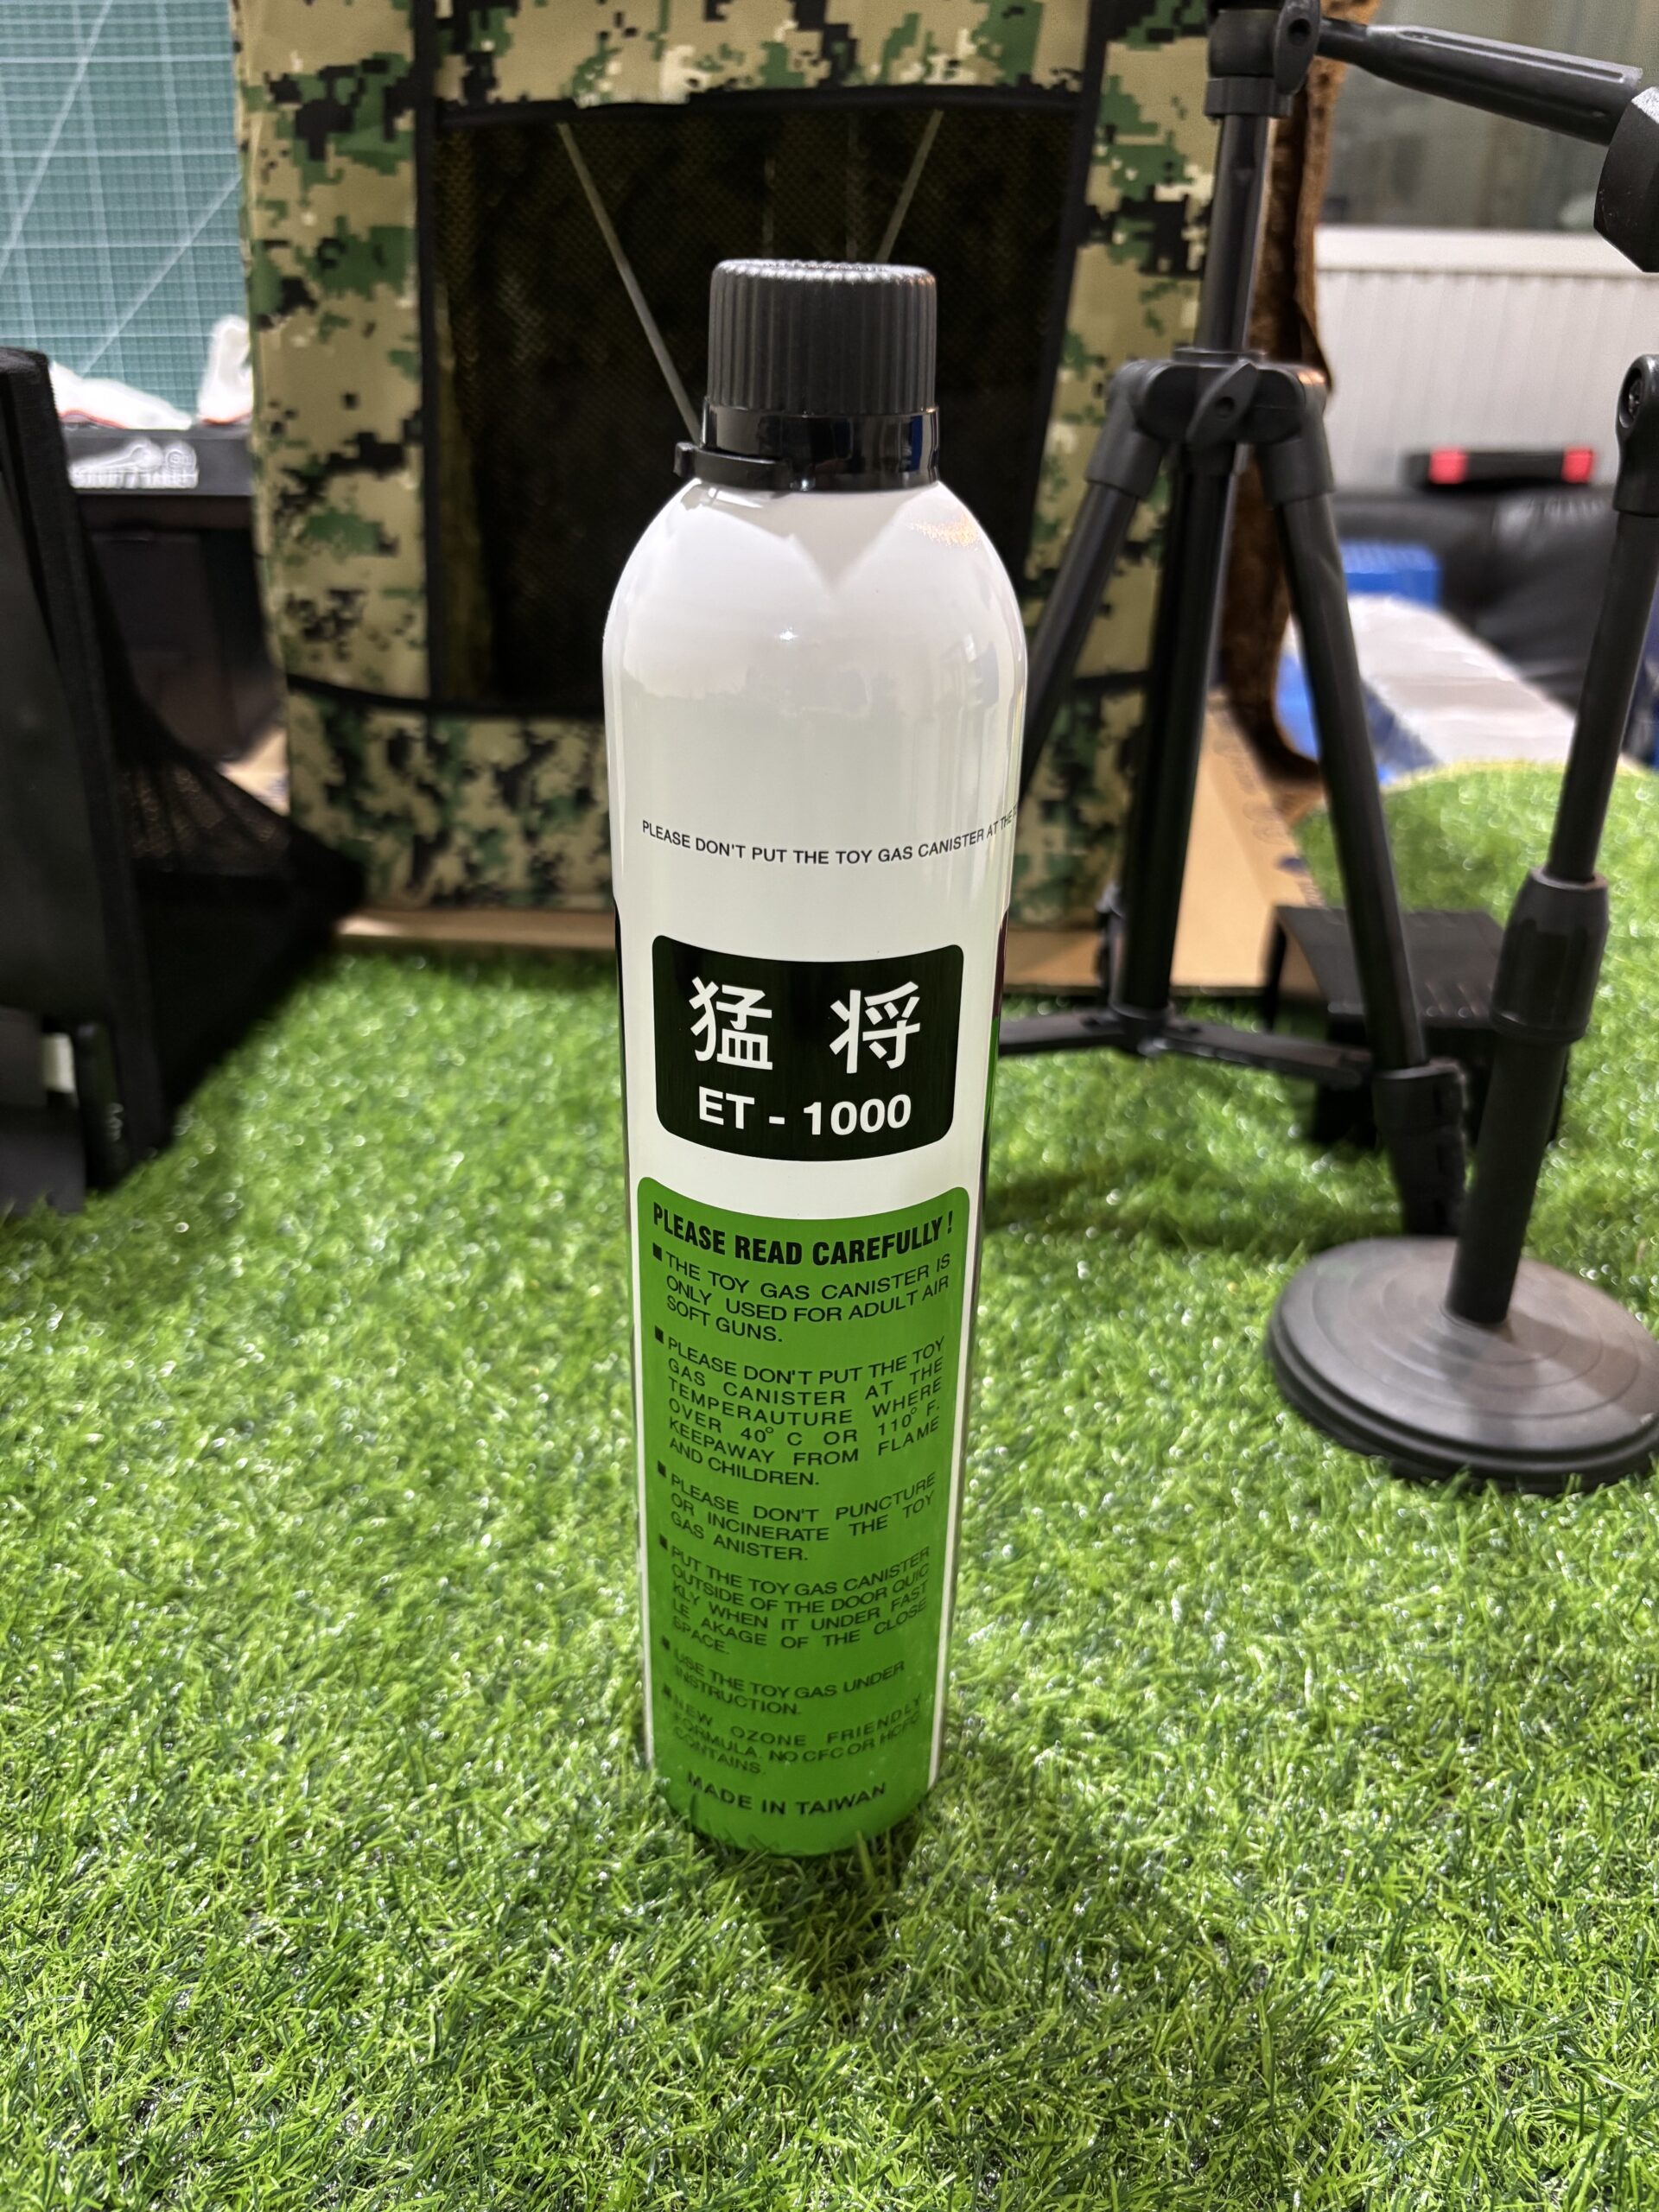 PLEASE DON'T PUT THE TOY GAS CANISTER AT THE
猛 将
ET - 1000
PLEASE READ CAREFULLY !
■ THE TOY GAS CANISTER IS
ONLY USED FOR ADULT AIR
SOFT GUNS.
■ PLEASE DON'T PUT THE TOY
GAS CANISTER AT THE
TEMPERAUTURE WHERE
OVER 40° C OR 110° F.
KEEPAWAY FROM FLAME
AND CHILDREN.
■ PLEASE DON'T PUNCTURE
OR INCINERATE THE TOY
GAS ANISTER.
■ PUT THE TOY GAS CANISTER
OUTSIDE OF THE DOOR QUIC
KLY WHEN IT UNDER FAST
LE AKAGE OF THE CLOSE
SPACE.
■ USE THE TOY GAS UNDER
INSTRUCTION.
■ NEW OZONE FRIENDLY
FORMULA. NO CFC OR HCFC
CONTAINS.
MADE IN TAIWAN